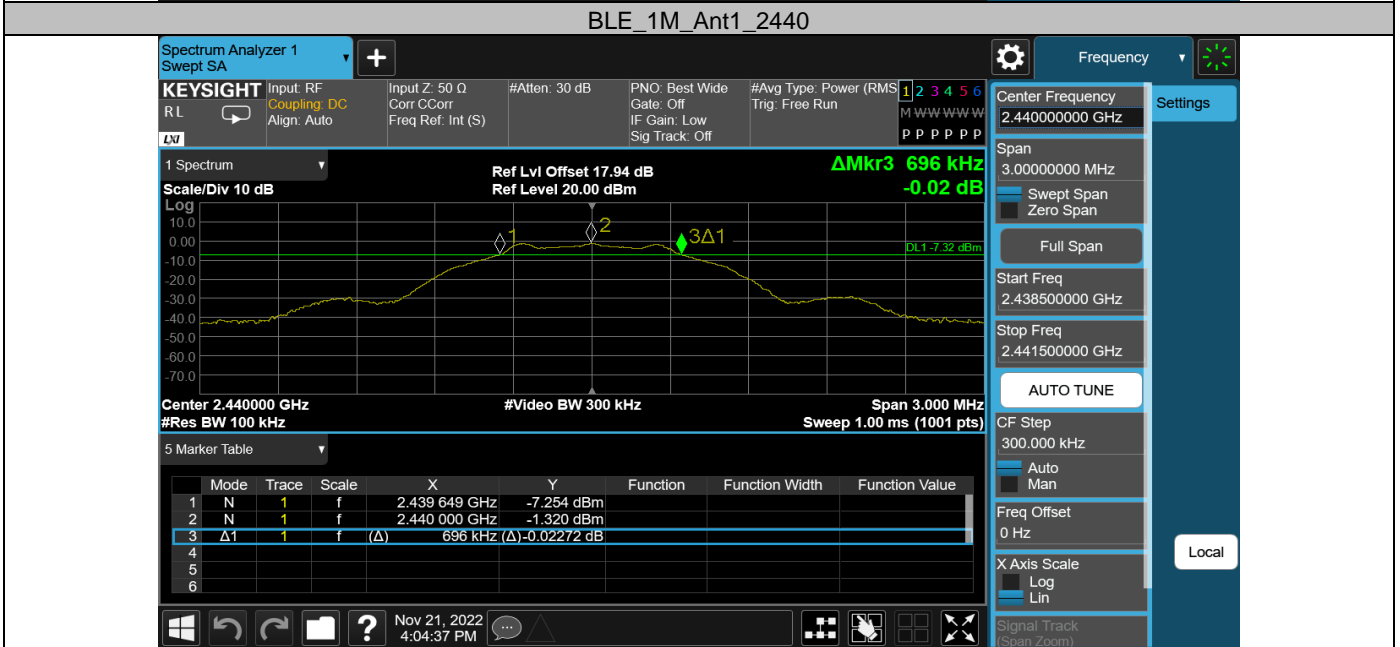 BLE_1M_Ant1_2440
Spectrum Analyzer 1
Swept SA
+
Frequency
KEYSIGHT
RL
LXI
Input: RF
Coupling: DC
Align: Auto
Input Z: 50 Ω
Corr CCorr
Freq Ref: Int (S)
#Atten: 30 dB
PNO: Best Wide
Gate: Off
IF Gain: Low
Sig Track: Off
#Avg Type: Power (RMS
Trig: Free Run
1 2 3 4 5 6
M W W W W W
P P P P P P
Center Frequency
2.440000000 GHz
Settings
Span
3.00000000 MHz
Swept Span
Zero Span
Full Span
Start Freq
2.438500000 GHz
Stop Freq
2.441500000 GHz
AUTO TUNE
CF Step
300.000 kHz
Auto
Man
Freq Offset
0 Hz
X Axis Scale
Log
Lin
Signal Track
(Span Zoom)
Local
1 Spectrum
Scale/Div 10 dB
Ref Lvl Offset 17.94 dB
Ref Level 20.00 dBm
ΔMkr3 696 kHz
-0.02 dB
Log
10.0
0.00
-10.0
-20.0
-30.0
-40.0
-50.0
-60.0
-70.0
1
2
3Δ1
DL1 -7.32 dBm
Center 2.440000 GHz
#Video BW 300 kHz
Span 3.000 MHz
#Res BW 100 kHz
Sweep 1.00 ms (1001 pts)
5 Marker Table
Mode Trace Scale X Y Function Function Width Function Value
1 N 1 f 2.439 649 GHz -7.254 dBm
2 N 1 f 2.440 000 GHz -1.320 dBm
3 Δ1 1 f (Δ) 696 kHz (Δ)-0.02272 dB
4
5
6
?
Nov 21, 2022
4:04:37 PM